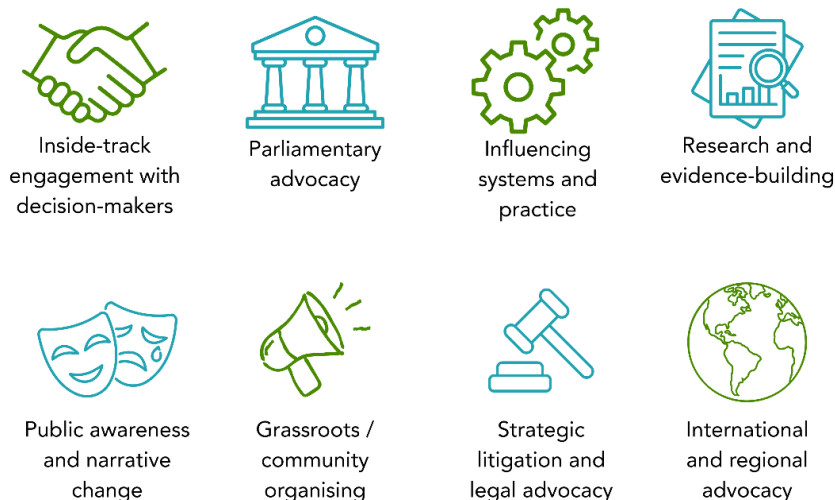 Inside-track
engagement with
decision-makers
Parliamentary
advocacy
Influencing
systems and
practice
Research and
evidence-building
Public awareness
and narrative
change
Grassroots /
community
organising
Strategic
litigation and
legal advocacy
International
and regional
advocacy